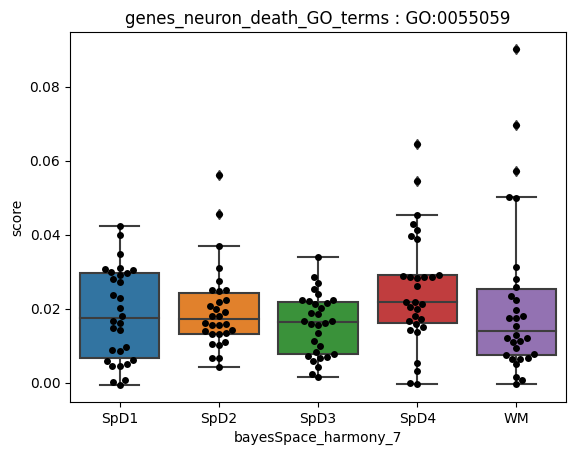 genes_neuron_death_GO_terms : GO:0055059
0.08
0.06
0.04
0.02
0.00
score
SpD1 SpD2 SpD3 SpD4 WM
bayesSpace_harmony_7